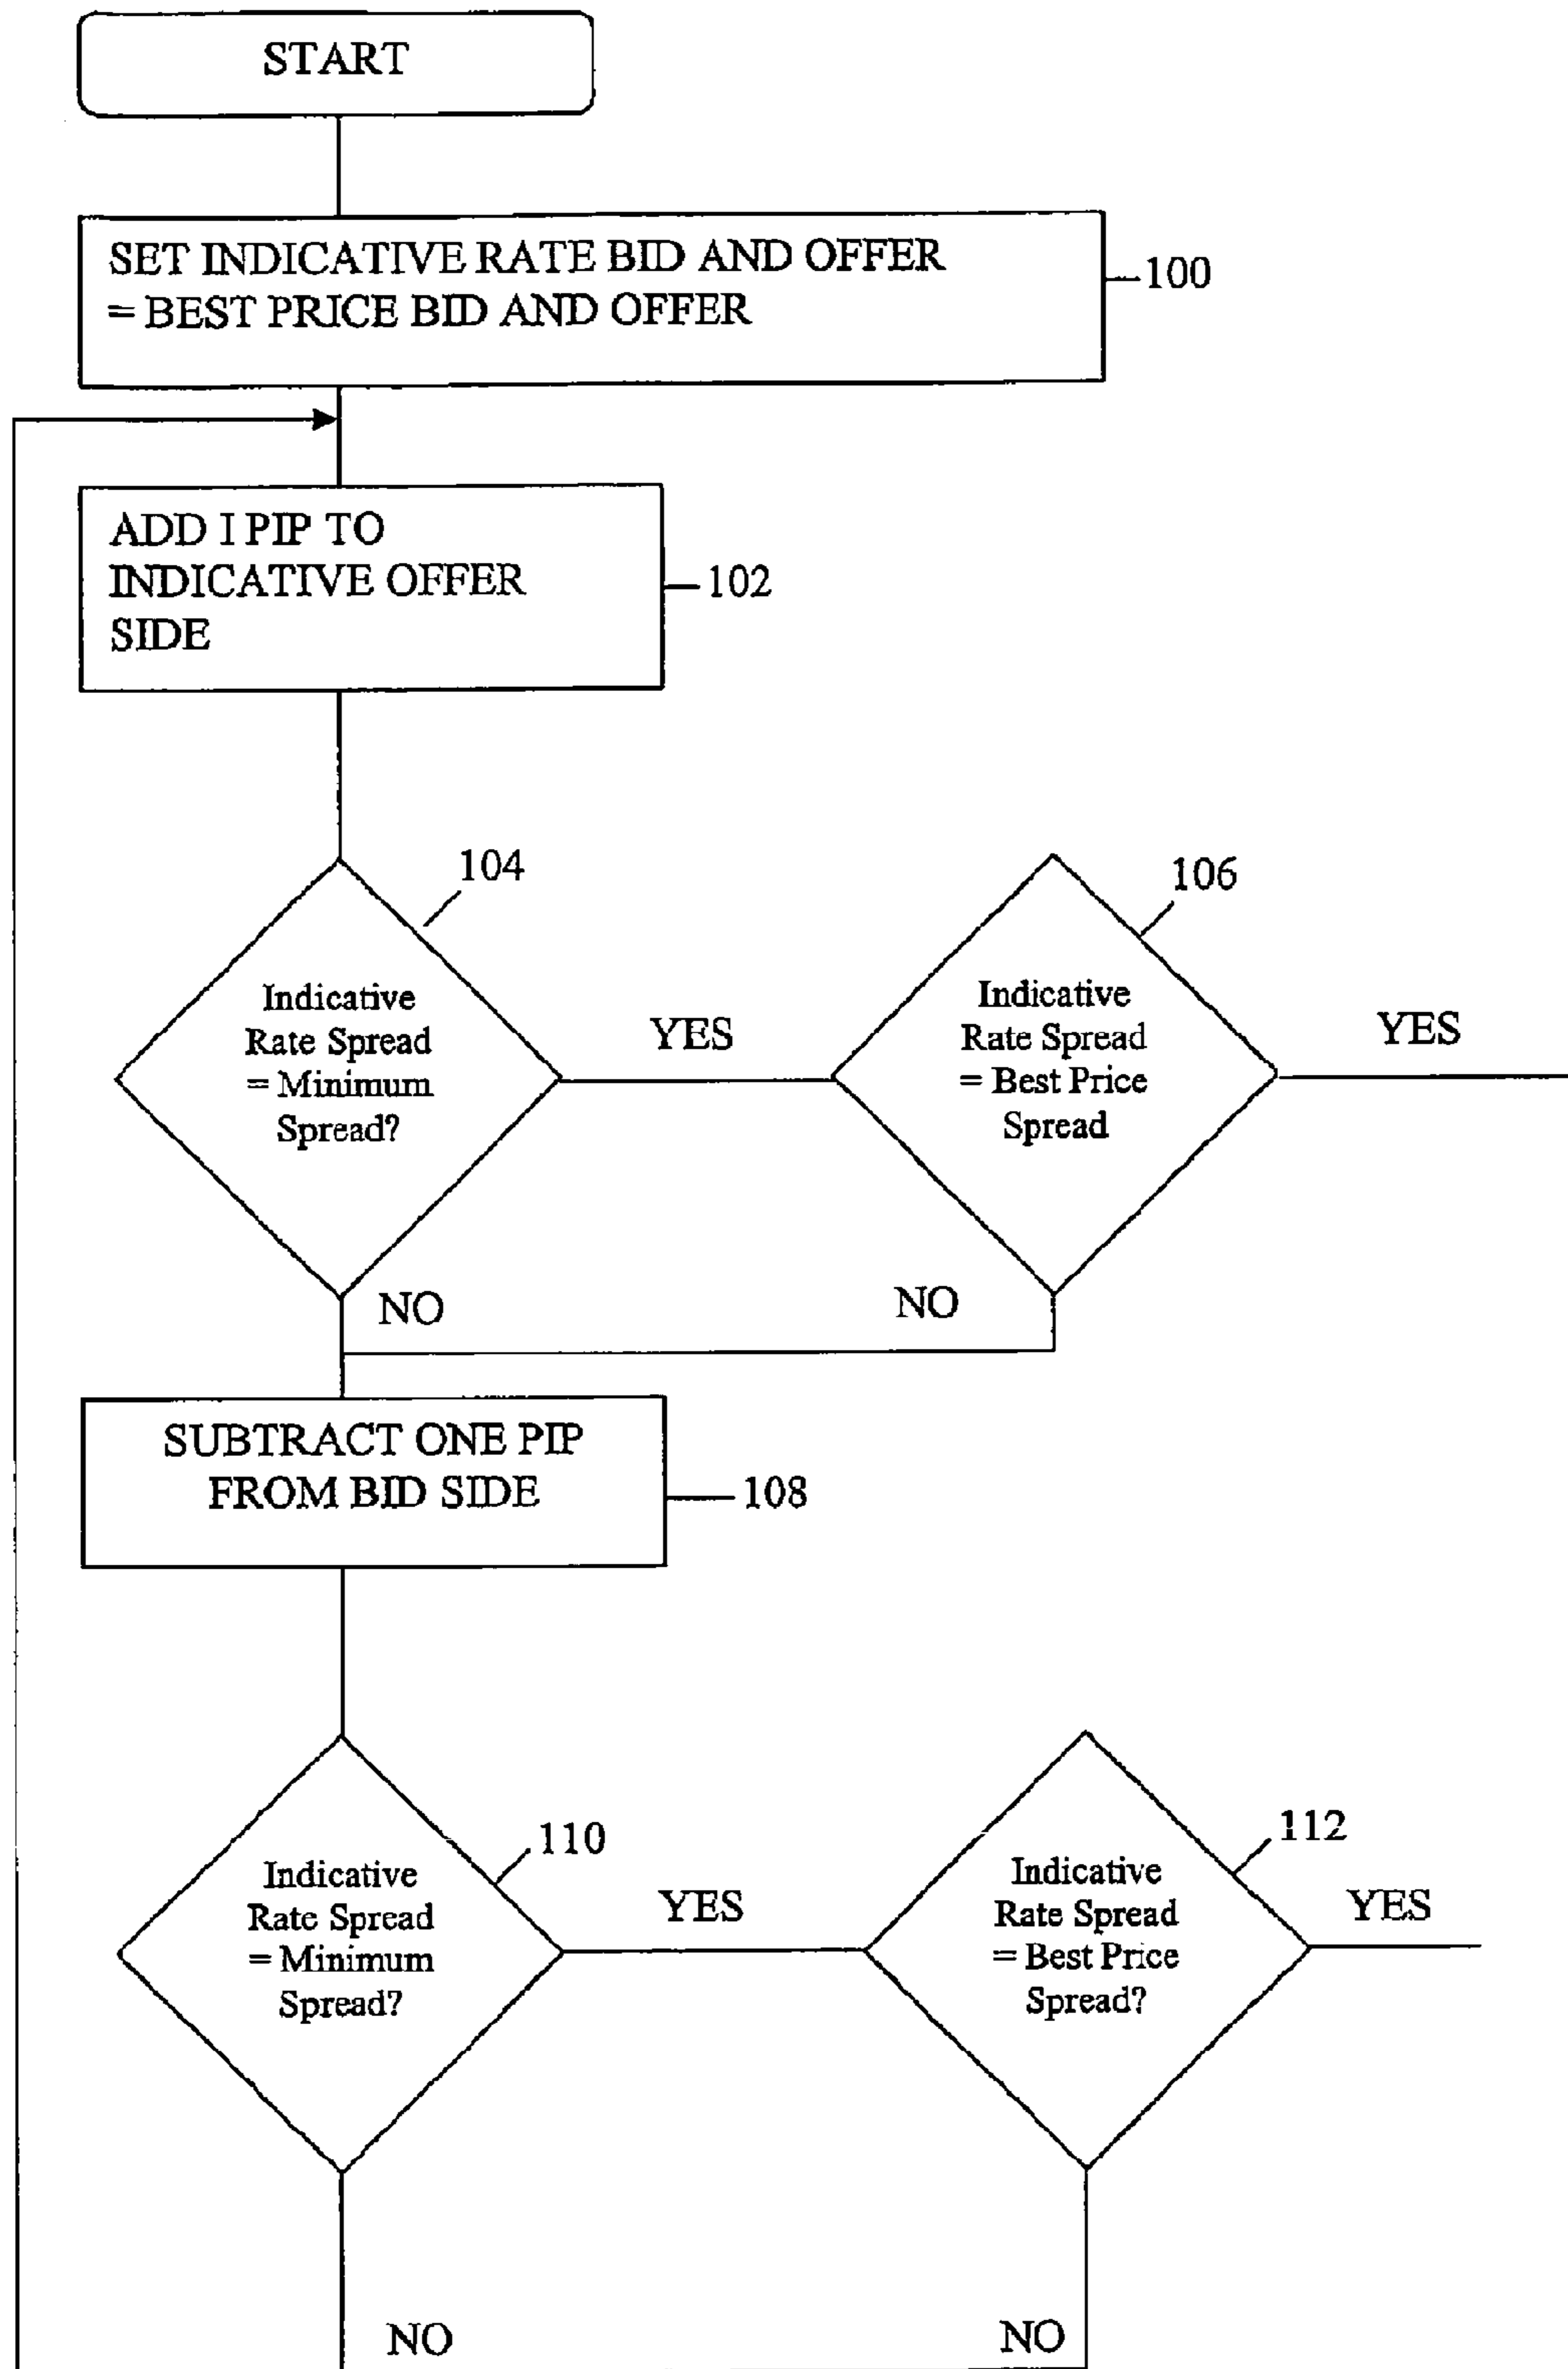 START
SET INDICATIVE RATE BID AND OFFER
= BEST PRICE BID AND OFFER
100
ADD I PIP TO
INDICATIVE OFFER
SIDE
102
104
106
Indicative
Rate Spread
= Minimum
Spread?
YES
Indicative
Rate Spread
= Best Price
Spread
YES
NO
NO
SUBTRACT ONE PIP
FROM BID SIDE
108
110
112
Indicative
Rate Spread
= Minimum
Spread?
YES
Indicative
Rate Spread
= Best Price
Spread?
YES
NO
NO